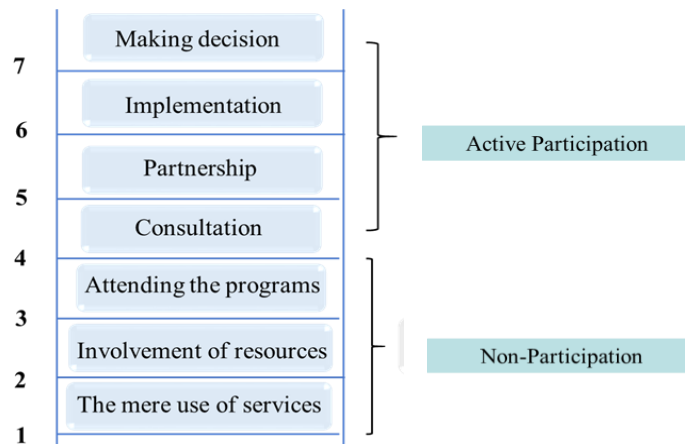 Making decision
7
Implementation
6
Active Participation
Partnership
5
Consultation
4
Attending the programs
3
Involvement of resources
Non-Participation
2
The mere use of services
1